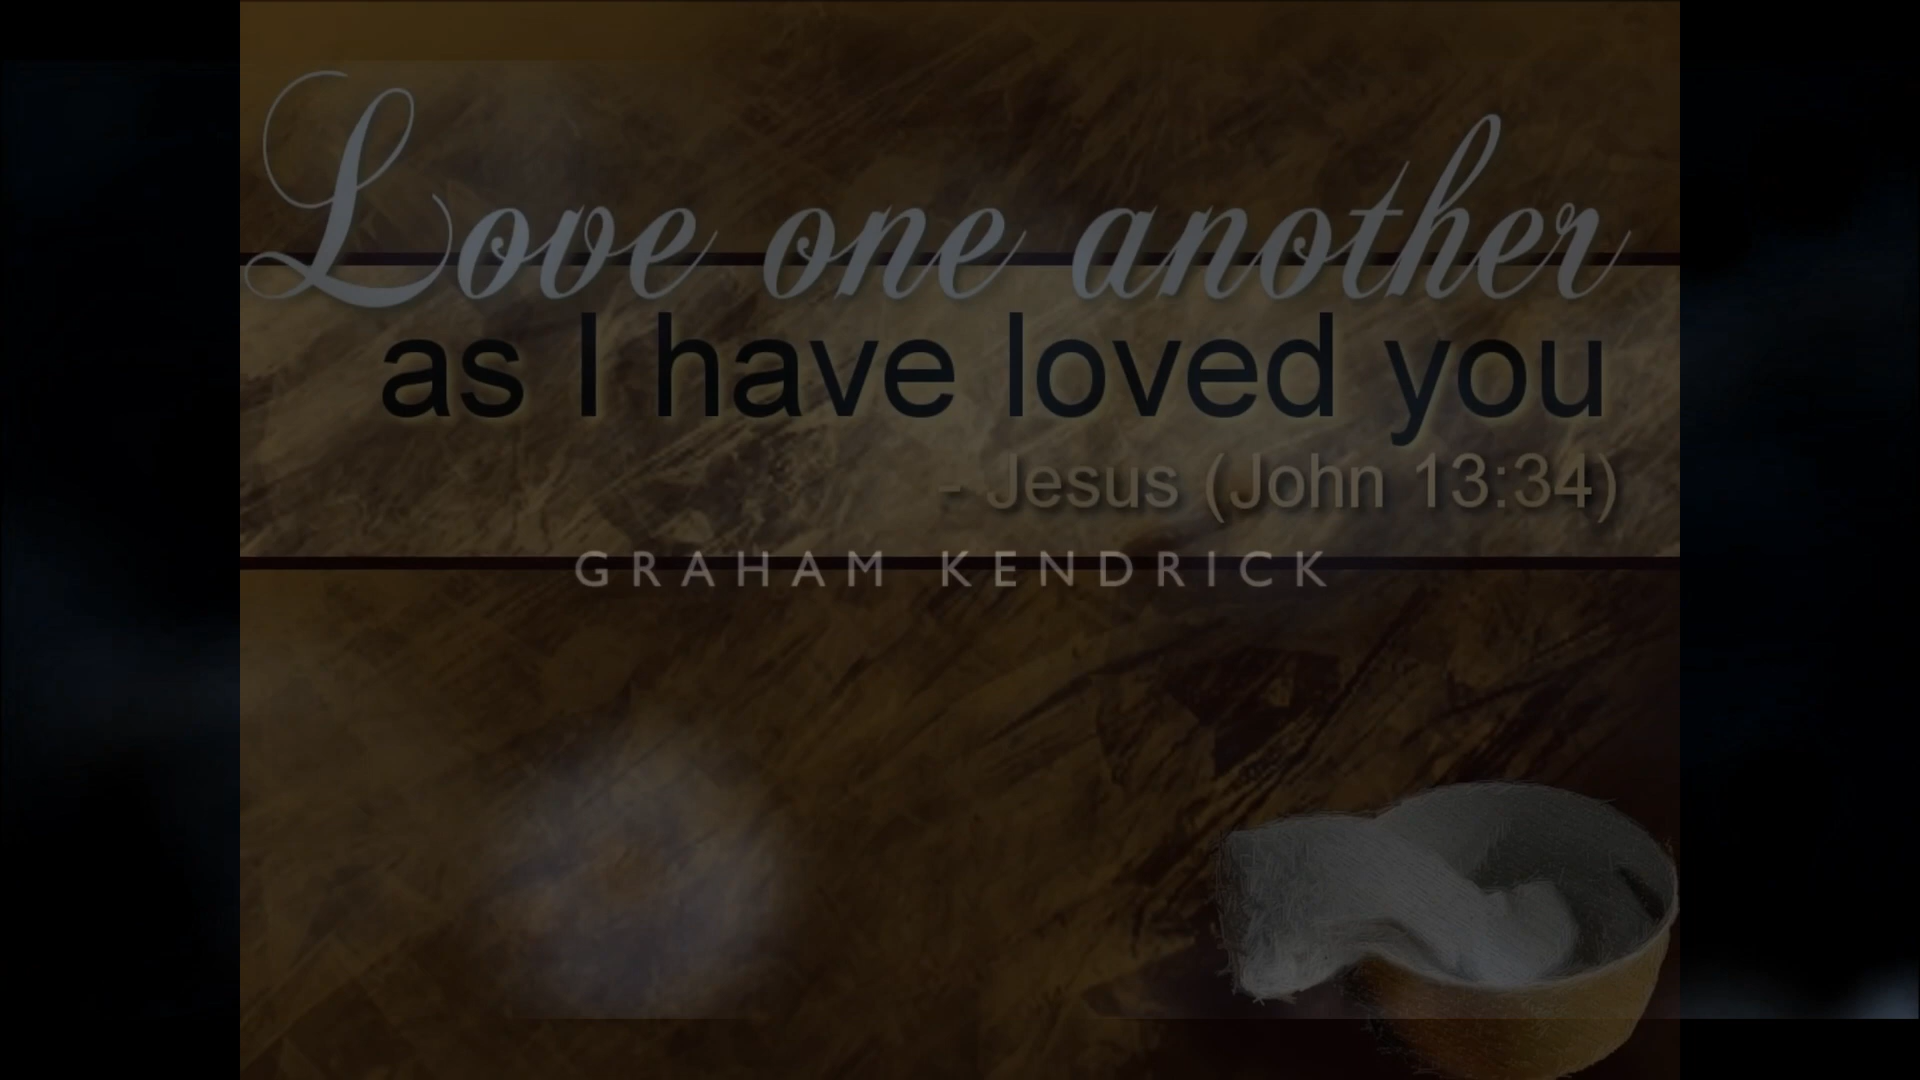 Love one another
as I have loved you
- Jesus (John 13:34)
GRAHAM KENDRICK